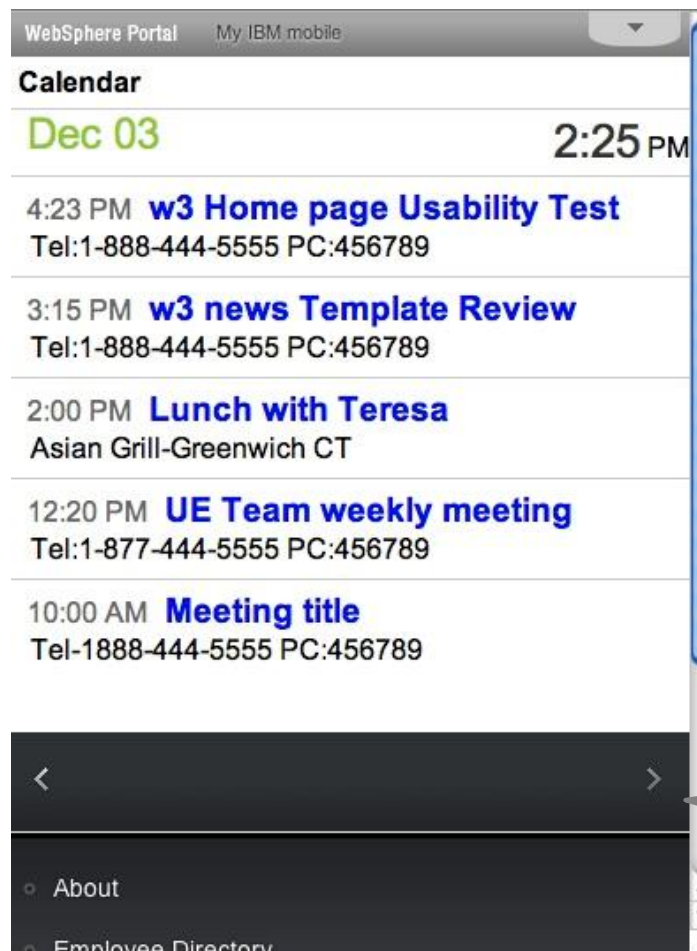 WebSphere Portal My IBM mobile
Calendar
Dec 03 2:25 PM
4:23 PM w3 Home page Usability Test
Tel:1-888-444-5555 PC:456789
3:15 PM w3 news Template Review
Tel:1-888-444-5555 PC:456789
2:00 PM Lunch with Teresa
Asian Grill-Greenwich CT
12:20 PM UE Team weekly meeting
Tel:1-877-444-5555 PC:456789
10:00 AM Meeting title
Tel-1888-444-5555 PC:456789
About
Employee Directory